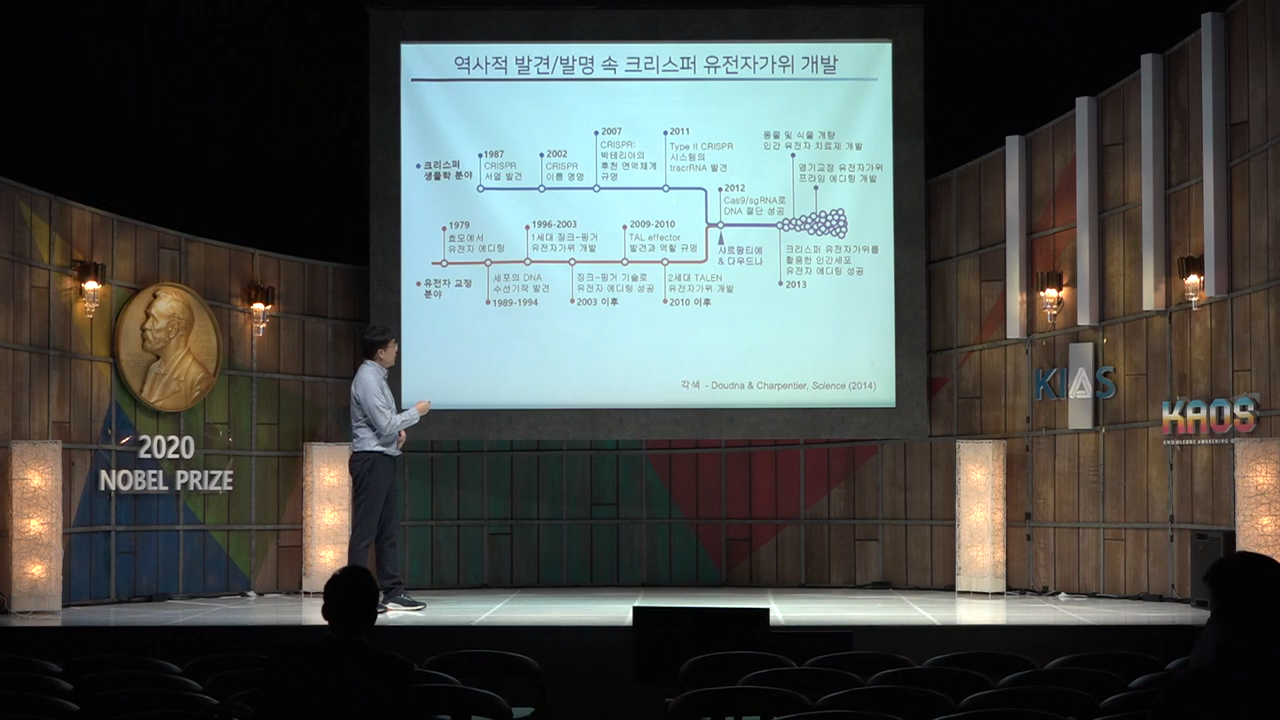 역사적 발견/발명 속 크리스퍼 유전자가위 개발
크리스퍼
생물학 분야
1987
CRISPR
서열 발견
2002
CRISPR
이름 명명
2007
CRISPR:
박테리아의
후천 면역체계
규명
2011
Type II CRISPR
시스템의
tracrRNA 발견
동물 및 식물 개량
인간 유전자 치료제 개발
염기교정 유전자가위
프라임 에디팅 개발
2012
Cas9/sgRNA로
DNA 절단 성공
1979
효모에서
유전자 에디팅
1996-2003
1세대 징크-핑거
유전자가위 개발
2009-2010
TAL effector
발견과 역할 규명
샤르팡티에
& 다우드나
크리스퍼 유전자가위를
활용한 인간세포
유전자 에디팅 성공
2013
유전자 교정
분야
세포의 DNA
수선기작 발견
1989-1994
징크-핑거 기술로
유전자 에디팅 성공
2003 이후
2세대 TALEN
유전자가위 개발
2010 이후
각색 - Doudna & Charpentier, Science (2014)
2020
NOBEL PRIZE
KIAS
KAOS
KNOWLEDGE AWAKENING